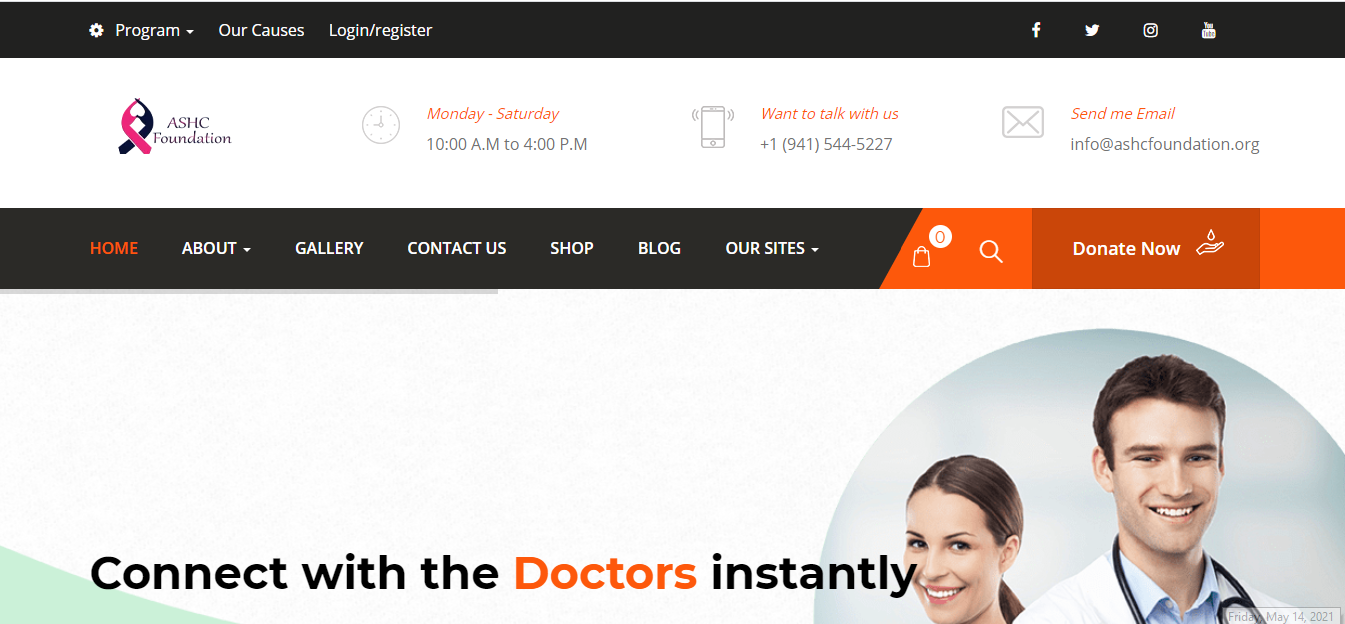 Program Our Causes Login/register
You Tube
ASHC
Foundation
Monday - Saturday
10:00 A.M to 4:00 P.M
Want to talk with us
+1 (941) 544-5227
Send me Email
info@ashcfoundation.org
HOME ABOUT GALLERY CONTACT US SHOP BLOG OUR SITES
0
Donate Now
Connect with the Doctors instantly
Friday, May 14, 2021